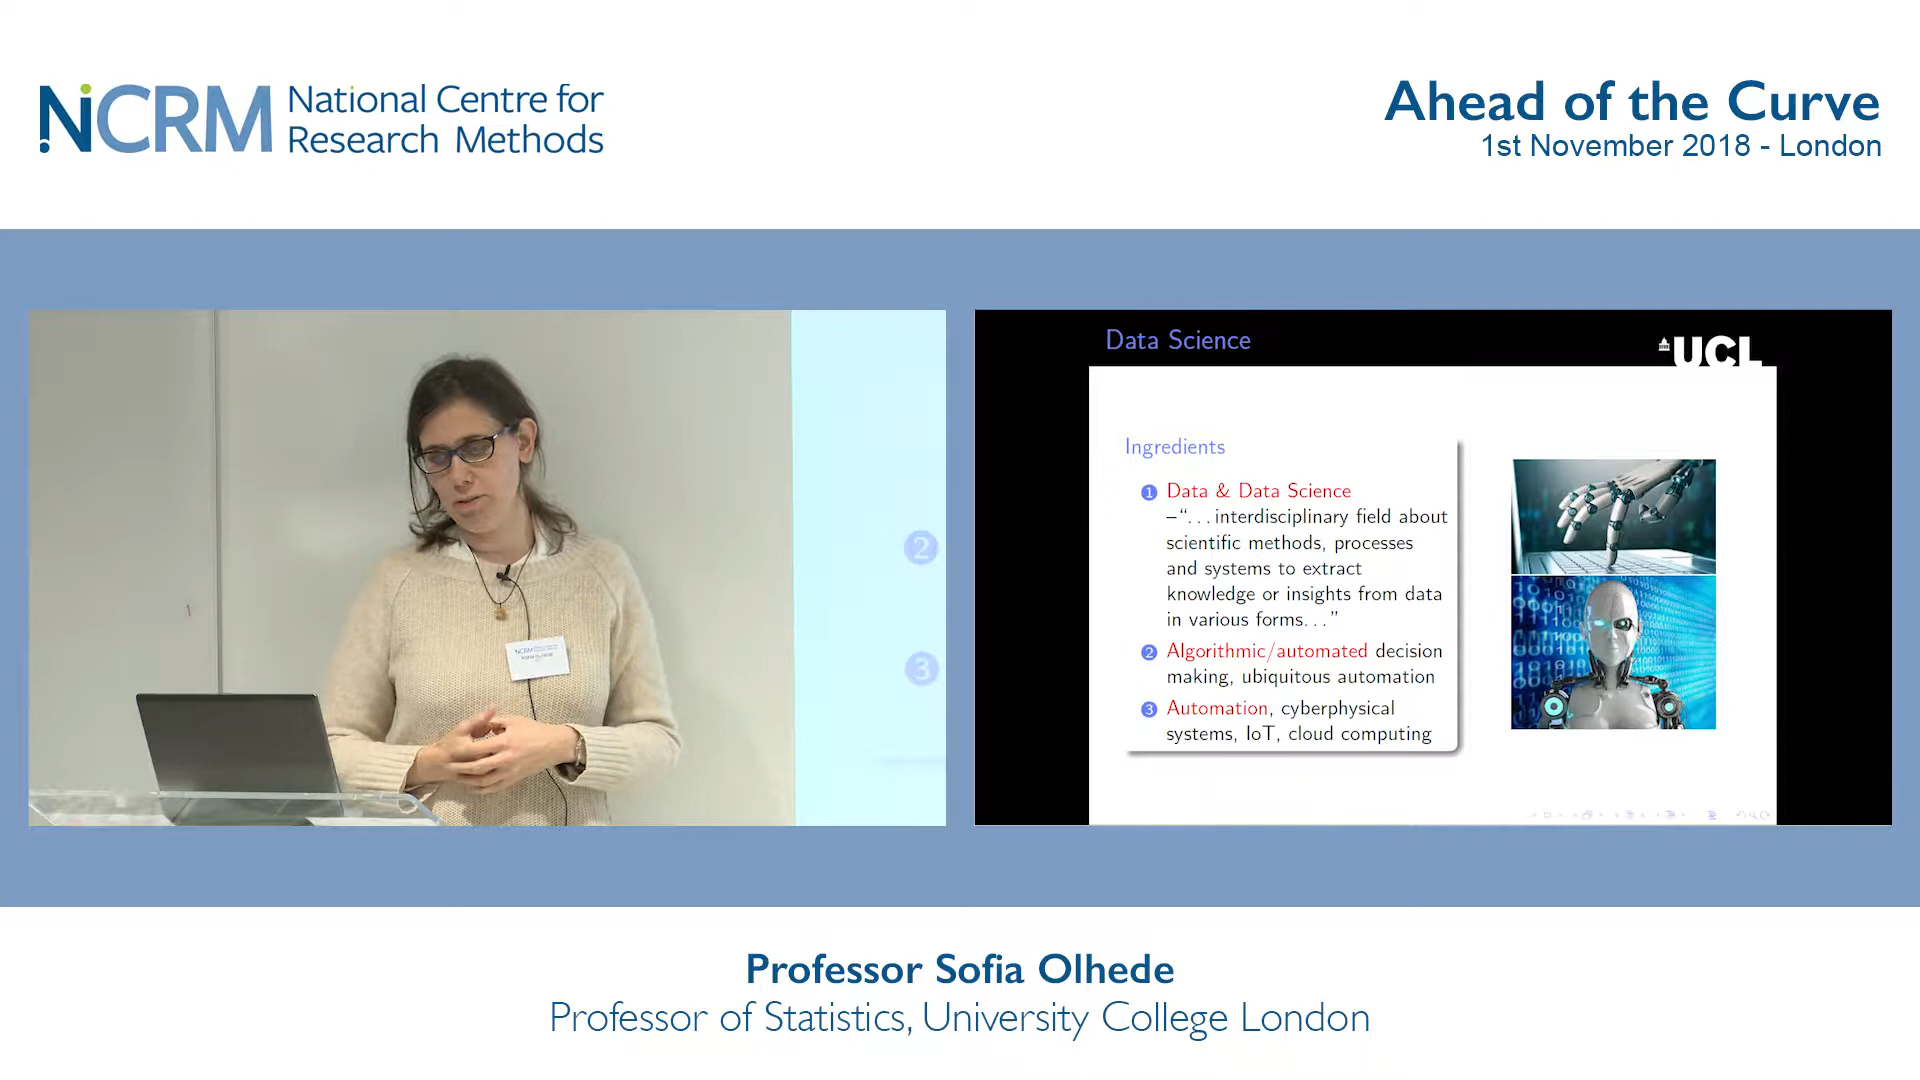 NCRM National Centre for
Research Methods
Ahead of the Curve
1st November 2018 - London
2
3
NCRM
Data Science
UCL
Ingredients
1 Data & Data Science
–“...interdisciplinary field about
scientific methods, processes
and systems to extract
knowledge or insights from data
in various forms...”
2 Algorithmic/automated decision
making, ubiquitous automation
3 Automation, cyberphysical
systems, IoT, cloud computing
Professor Sofia Olhede
Professor of Statistics, University College London